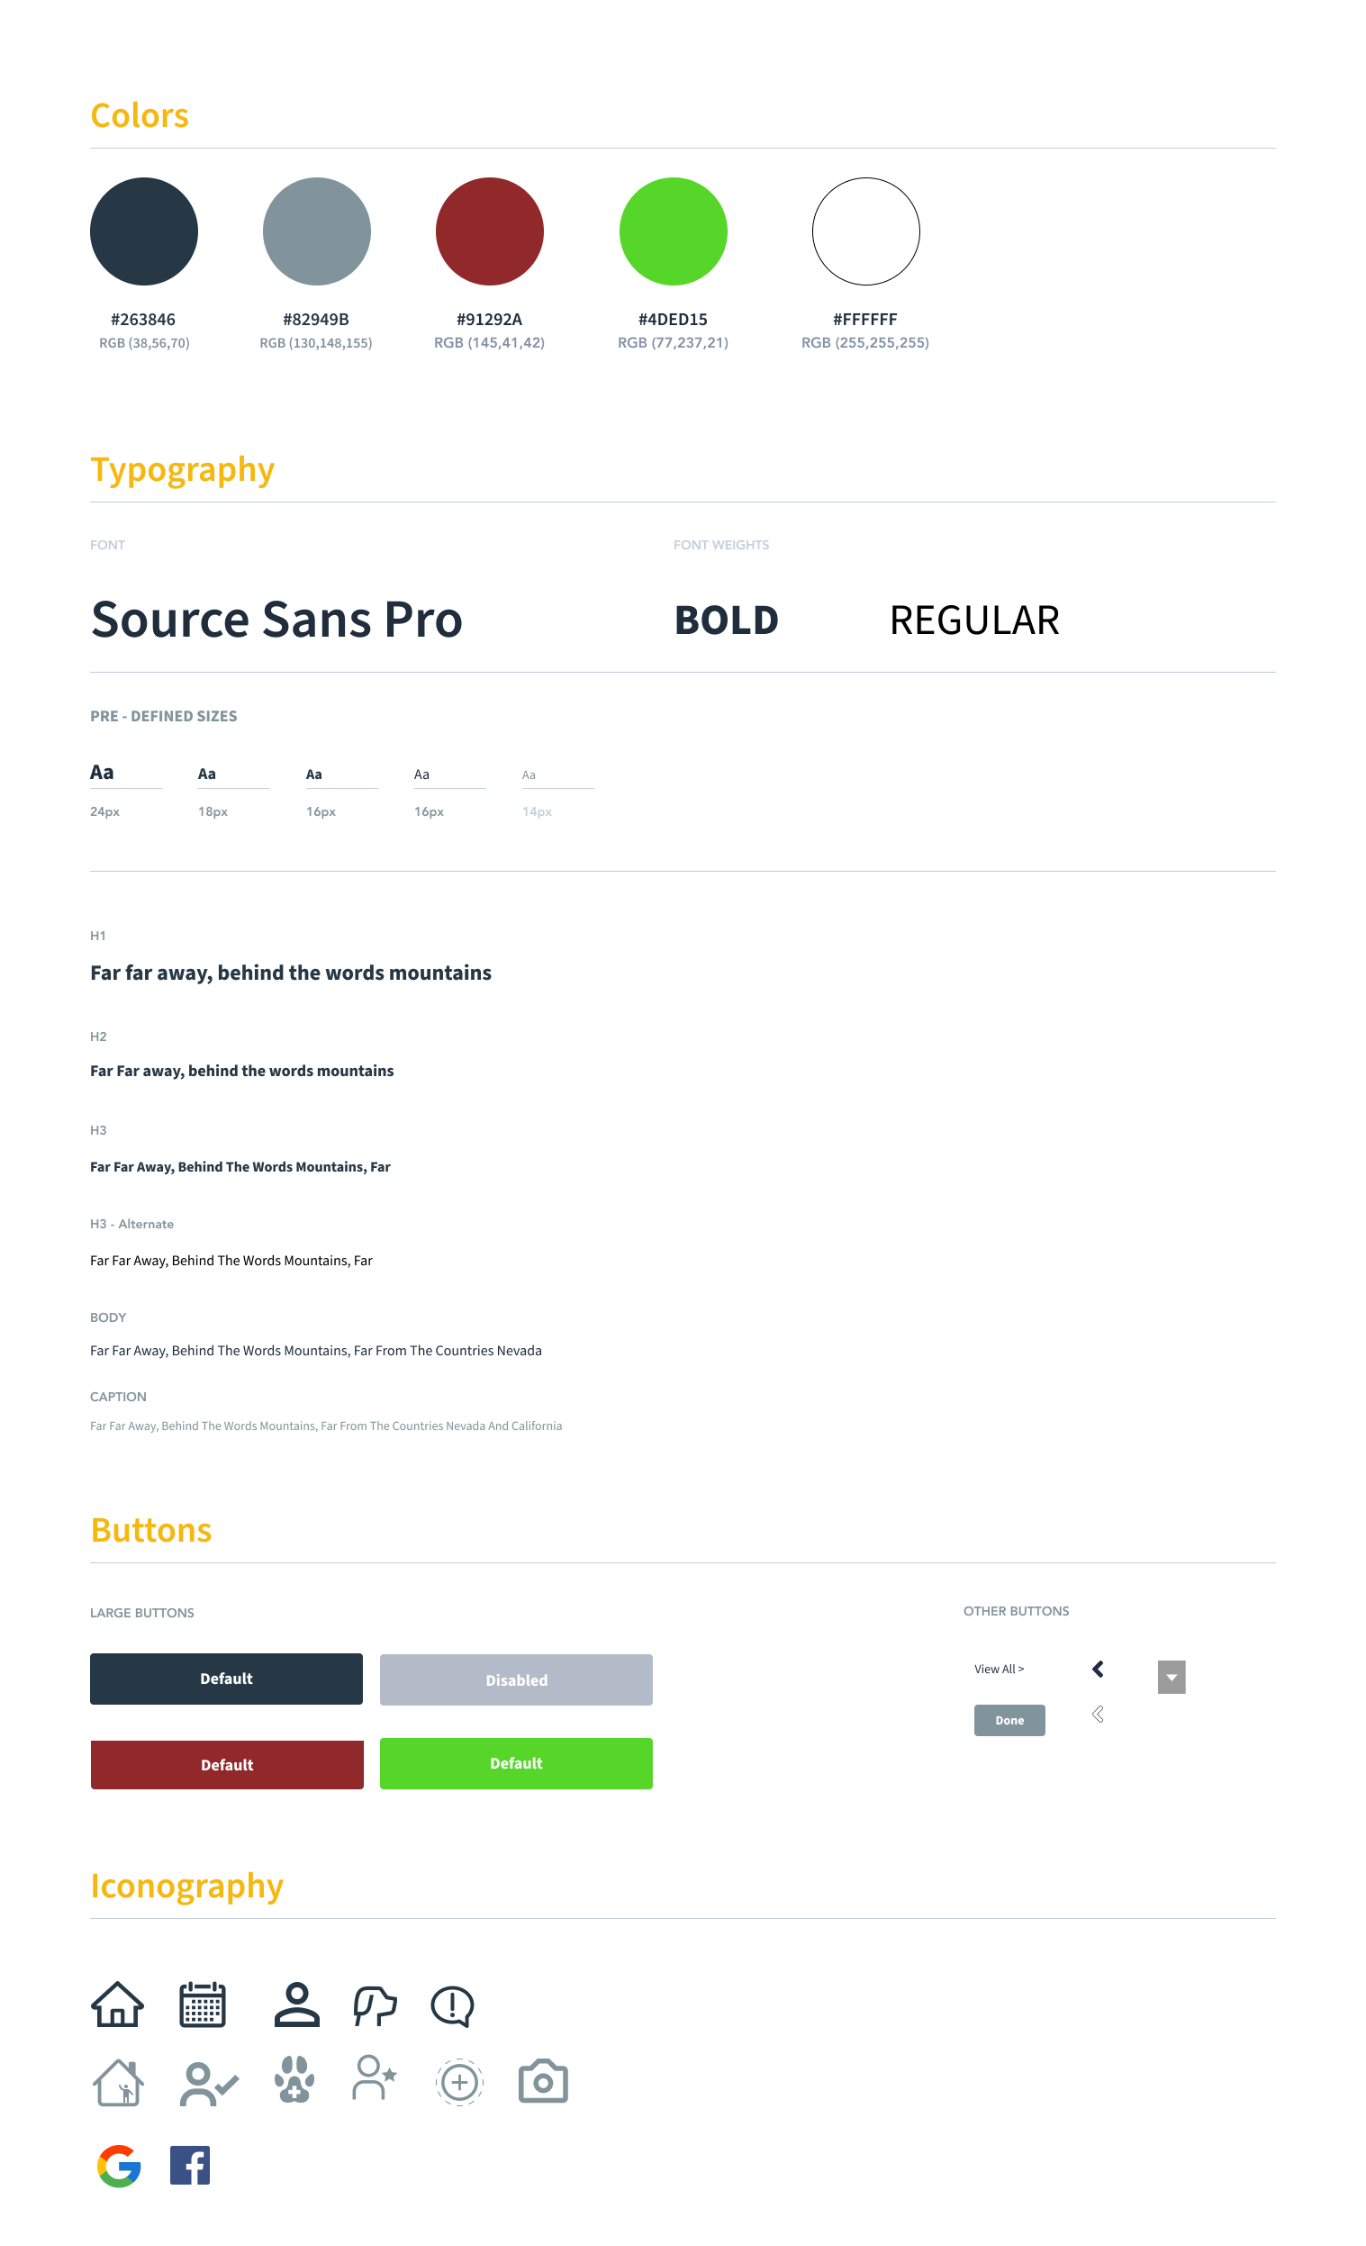 Colors
#263846
RGB (38,56,70)
#82949B
RGB (130,148,155)
#91292A
RGB (145,41,42)
#4DED15
RGB (77,237,21)
#FFFFFF
RGB (255,255,255)
Typography
FONT
FONT WEIGHTS
Source Sans Pro
BOLD
REGULAR
PRE - DEFINED SIZES
Aa
Aa
Aa
Aa
Aa
24px
18px
16px
16px
14px
H1
Far far away, behind the words mountains
H2
Far Far away, behind the words mountains
H3
Far Far Away, Behind The Words Mountains, Far
H3 - Alternate
Far Far Away, Behind The Words Mountains, Far
BODY
Far Far Away, Behind The Words Mountains, Far From The Countries Nevada
CAPTION
Far Far Away, Behind The Words Mountains, Far From The Countries Nevada And California
Buttons
LARGE BUTTONS
Default
Disabled
Default
Default
OTHER BUTTONS
View All >
Done
Iconography